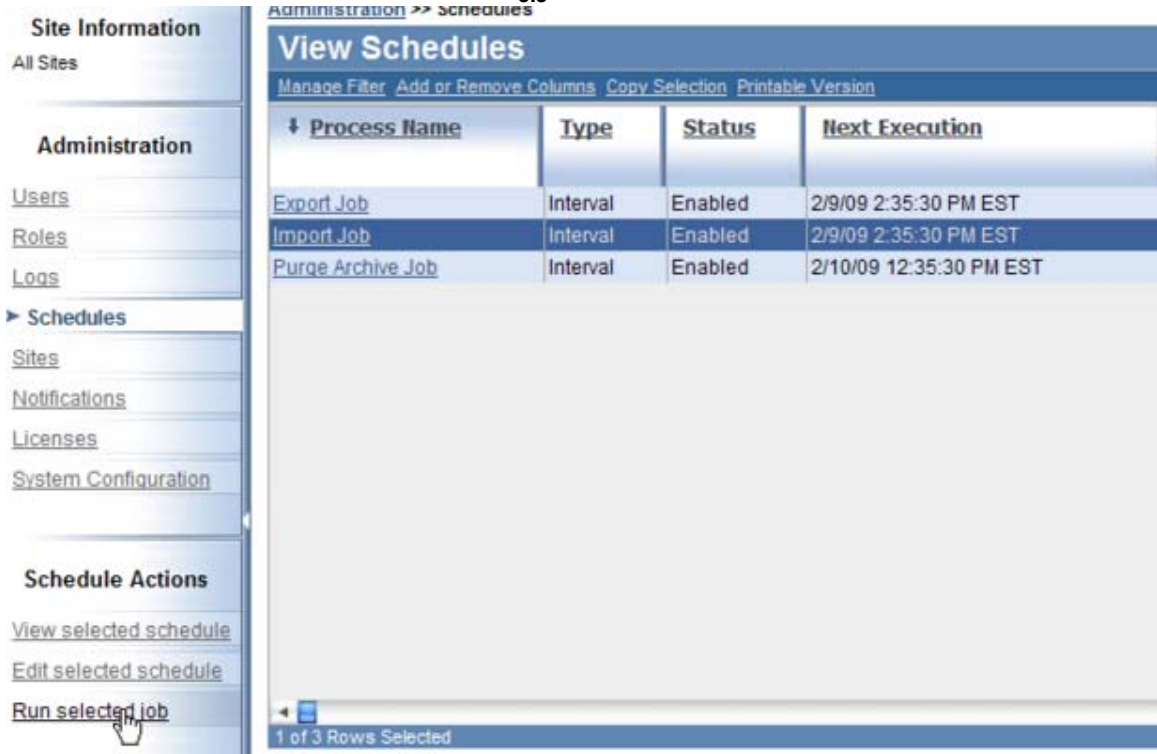 Administration >> Schedules
Site Information
All Sites
Administration
Users
Roles
Logs
Schedules
Sites
Notifications
Licenses
System Configuration
Schedule Actions
View selected schedule
Edit selected schedule
Run selected job
View Schedules
Manage Filter Add or Remove Columns Copy Selection Printable Version
Process Name Type Status Next Execution
Export Job Interval Enabled 2/9/09 2:35:30 PM EST
Import Job Interval Enabled 2/9/09 2:35:30 PM EST
Purge Archive Job Interval Enabled 2/10/09 12:35:30 PM EST
1 of 3 Rows Selected